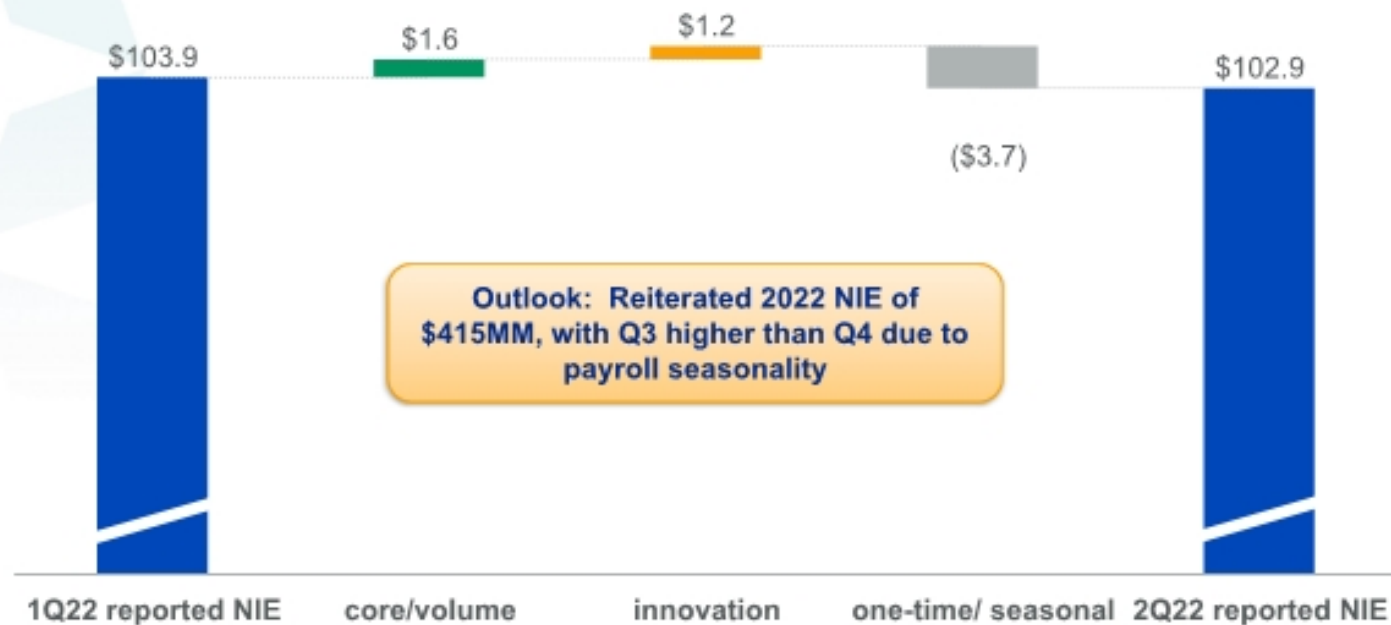 $103.9
$1.6
$1.2
($3.7)
$102.9
Outlook:  Reiterated 2022 NIE of
$415MM, with Q3 higher than Q4 due to
payroll seasonality
1Q22 reported NIE
core/volume
innovation
one-time/ seasonal
2Q22 reported NIE